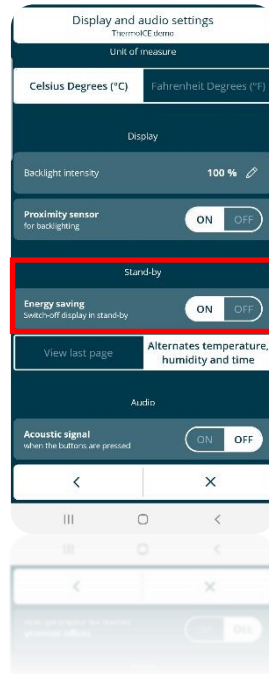 Display and audio settings
ThermoICE demo
Unit of measure
Celsius Degrees (°C) Fahrenheit Degrees (°F)
Display
Backlight intensity 100 %
Proximity sensor ON OFF
for backlighting
Stand-by
Energy saving ON OFF
Switch-off display in stand-by
View last page Alternates temperature,
humidity and time
Audio
Acoustic signal ON OFF
when the buttons are pressed